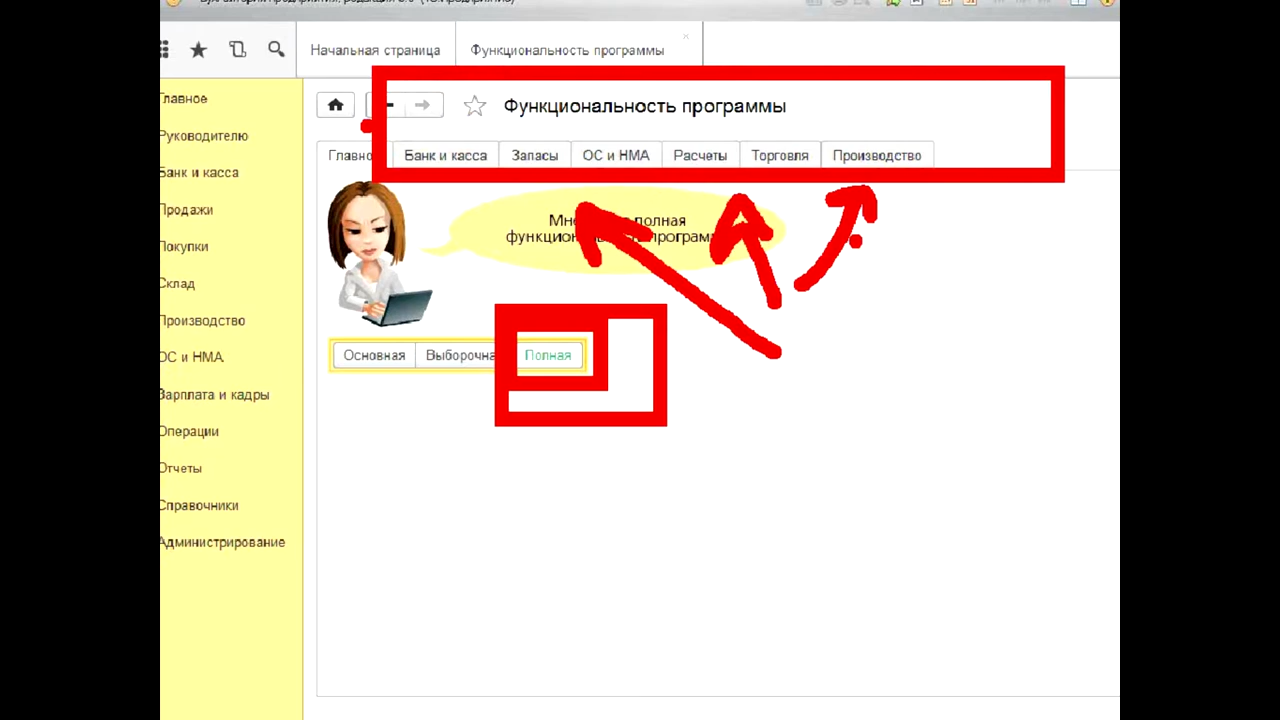 Начальная страница
Функциональность программы
Главное
Руководителю
Банк и касса
Продажи
Покупки
Склад
Производство
ОС и НМА
Зарплата и кадры
Операции
Отчеты
Справочники
Администрирование
Функциональность программы
Банк и касса Запасы ОС и НМА Расчеты Торговля Производство
полная
Основная
Полная